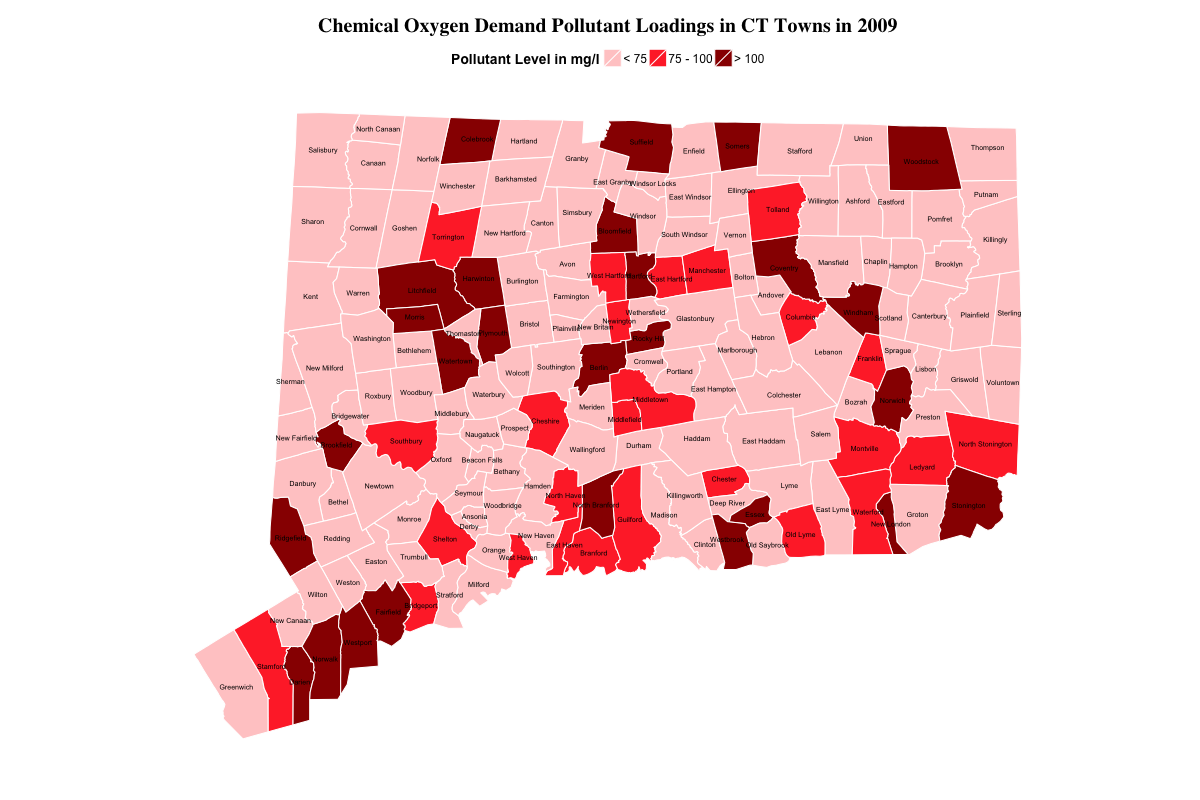 Chemical Oxygen Demand Pollutant Loadings in CT Towns in 2009
Pollutant Level in mg/l < 75 75 - 100 > 100
North Canaan
Colebrook
Hartland
Union
Salisbury
Canaan
Norfolk
Granby
Suffield
Enfield
Somers
Stafford
Woodstock
Thompson
Winchester
Barkhamsted
East Granby
Windsor Locks
East Windsor
Ellington
Willington
Ashford
Eastford
Putnam
Sharon
Cornwall
Goshen
Torrington
New Hartford
Canton
Simsbury
Bloomfield
Windsor
South Windsor
Vernon
Tolland
Pomfret
Killingly
Kent
Warren
Litchfield
Harwinton
Burlington
Avon
West Hartford
Hartford
East Hartford
Manchester
Bolton
Coventry
Mansfield
Chaplin
Hampton
Brooklyn
Farmington
Andover
Morris
Washington
Bethlehem
Thomaston
Plymouth
Bristol
Plainville
New Britain
Newington
Wethersfield
Glastonbury
Rocky Hill
Hebron
Columbia
Windham
Scotland
Canterbury
Plainfield
Sterling
New Milford
Sherman
Watertown
Wolcott
Southington
Berlin
Cromwell
Portland
Marlborough
Lebanon
Franklin
Sprague
Lisbon
Griswold
Voluntown
Roxbury
Woodbury
Waterbury
Bridgewater
Middlebury
Cheshire
Meriden
Middletown
Middlefield
East Hampton
Colchester
Bozrah
Norwich
Preston
New Fairfield
Brookfield
Southbury
Naugatuck
Prospect
Wallingford
Durham
Haddam
East Haddam
Salem
Montville
Ledyard
North Stonington
Oxford
Beacon Falls
Bethany
Danbury
Bethel
Newtown
Seymour
Hamden
Woodbridge
North Haven
North Branford
Guilford
Madison
Killingworth
Chester
Deep River
Essex
Lyme
East Lyme
Waterford
New London
Groton
Stonington
Ridgefield
Redding
Monroe
Ansonia
Derby
Shelton
Orange
New Haven
West Haven
East Haven
Branford
Clinton
Westbrook
Old Saybrook
Old Lyme
Easton
Trumbull
Weston
Wilton
Milford
Stratford
Bridgeport
Fairfield
New Canaan
Westport
Norwalk
Darien
Stamford
Greenwich